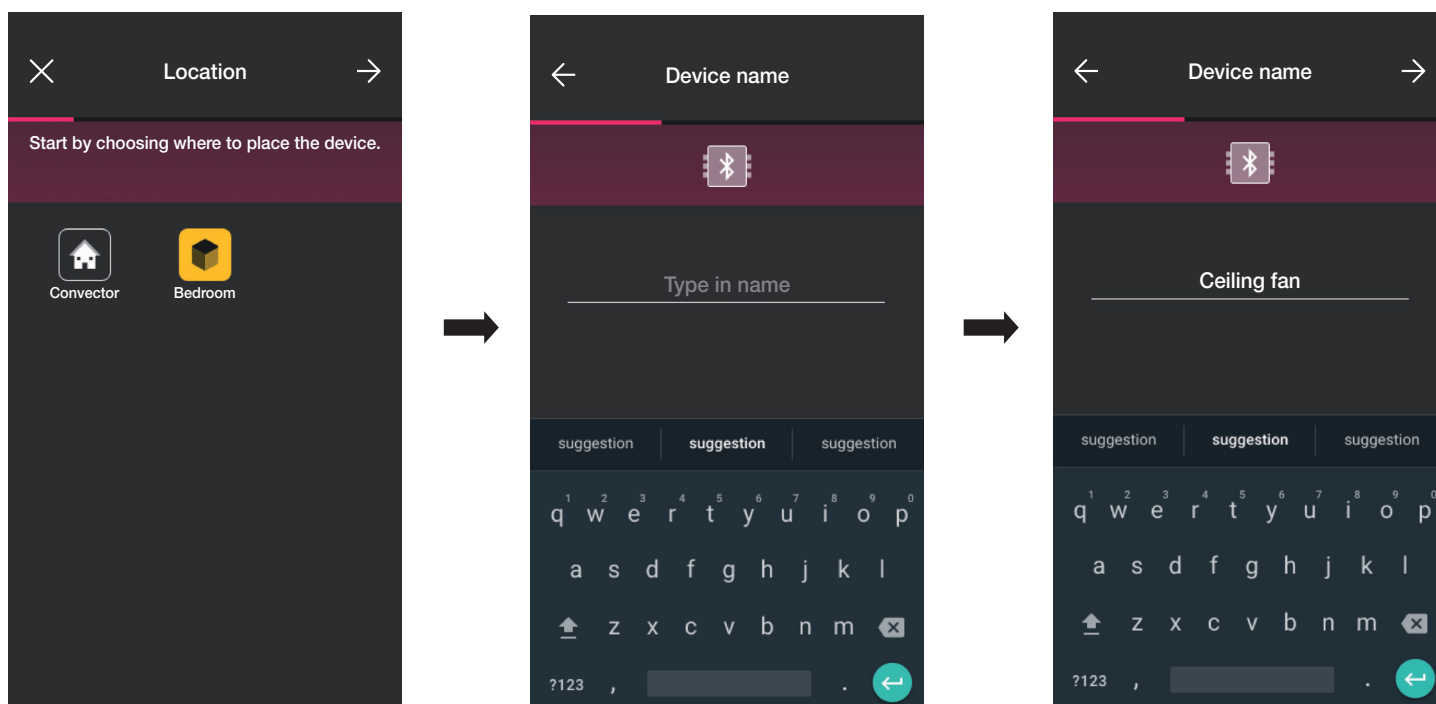 Location
Start by choosing where to place the device.
Convector
Bedroom
Device name
Type in name
suggestion suggestion suggestion
1 2 3 4 5 6 7 8 9 0
q w e r t y u i o p
a s d f g h j k l
z x c v b n m
?123 , .
Device name
Ceiling fan
suggestion suggestion suggestion
1 2 3 4 5 6 7 8 9 0
q w e r t y u i o p
a s d f g h j k l
z x c v b n m
?123 , .